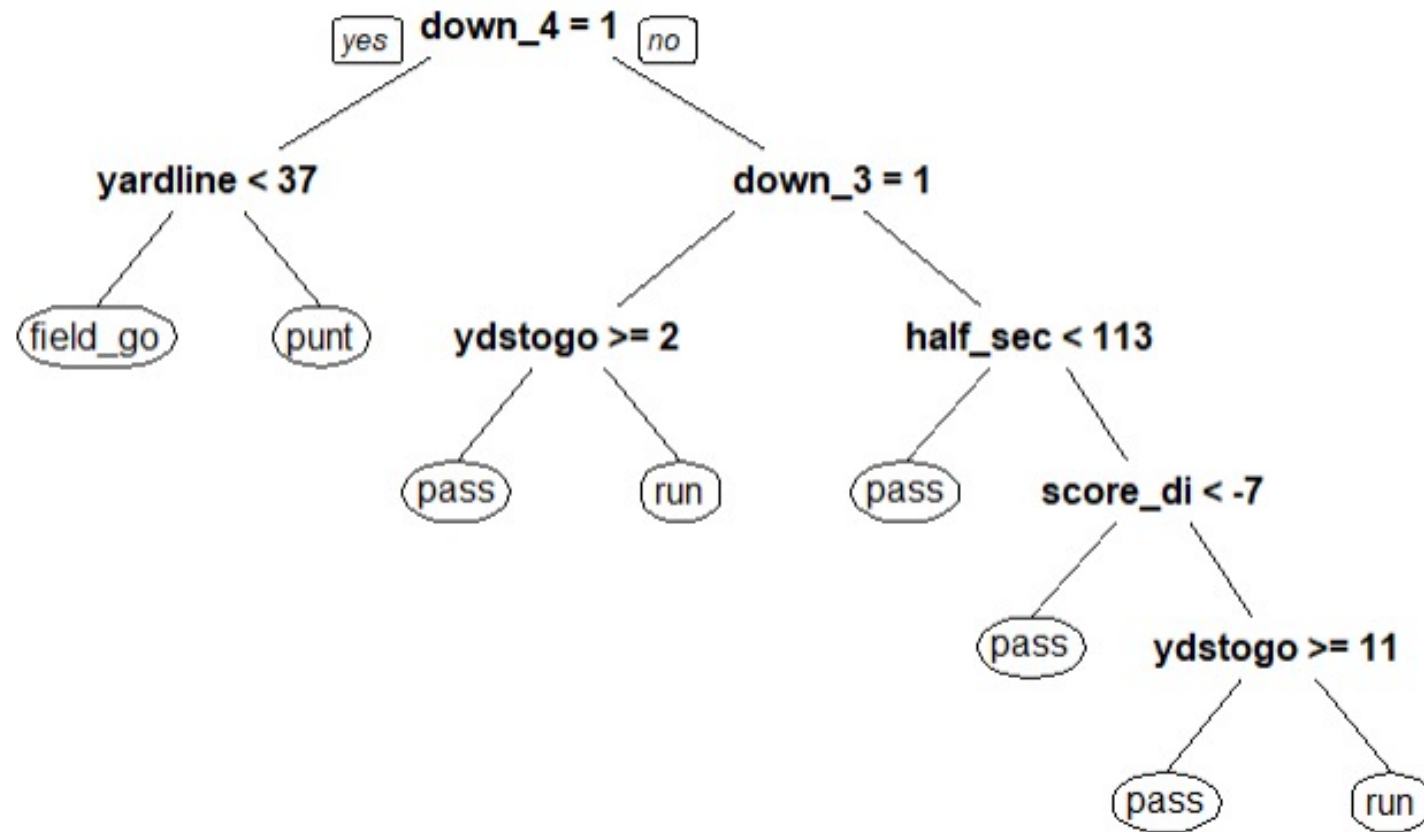 yes down_4 = 1 no
yardline < 37 down_3 = 1
field_go punt ydstogo >= 2 half_sec < 113
pass run pass score_di < -7
pass ydstogo >= 11
pass run